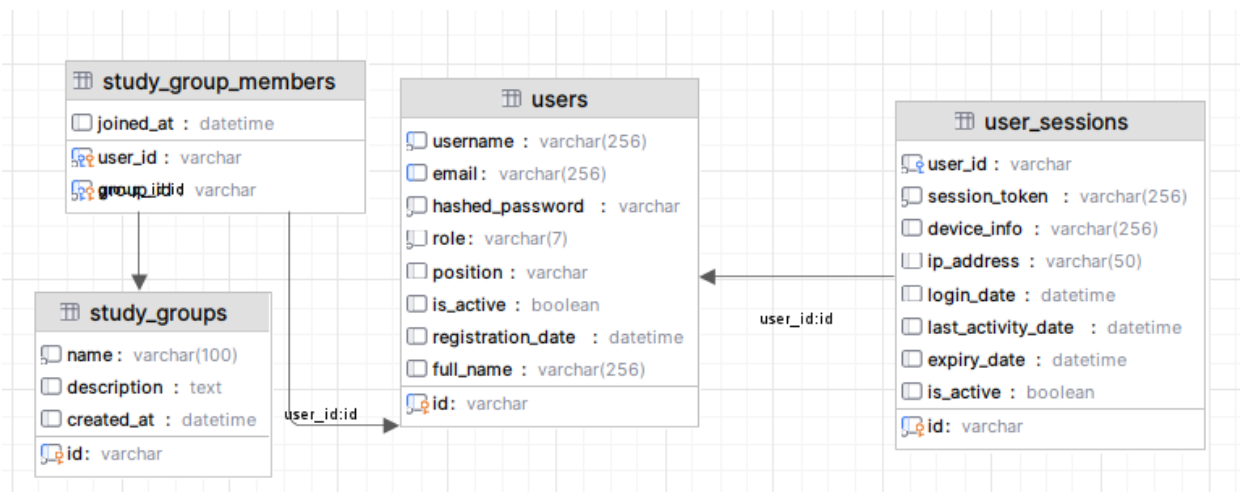 study_group_members
joined_at : datetime
user_id : varchar
varchar
users
username : varchar(256)
email : varchar(256)
hashed_password : varchar
role : varchar(7)
position : varchar
is_active : boolean
registration_date : datetime
full_name : varchar(256)
id : varchar
user_sessions
user_id : varchar
session_token : varchar(256)
device_info : varchar(256)
ip_address : varchar(50)
login_date : datetime
last_activity_date : datetime
expiry_date : datetime
is_active : boolean
id : varchar
study_groups
name : varchar(100)
description : text
created_at : datetime
id : varchar
user_id:id
user_id:id